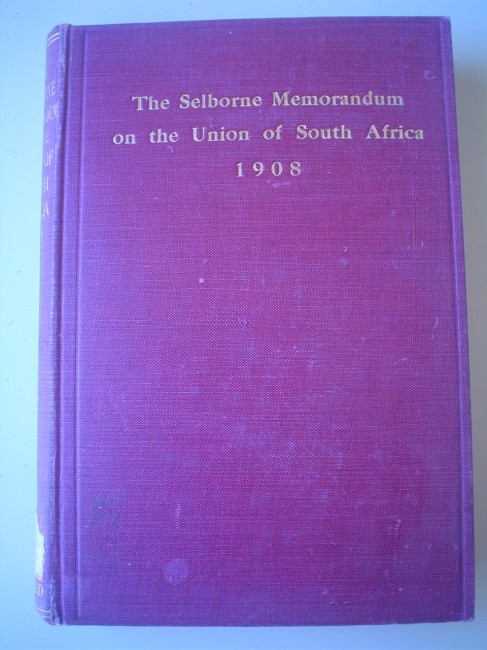 The Selborne Memorandum
on the Union of South Africa
1908